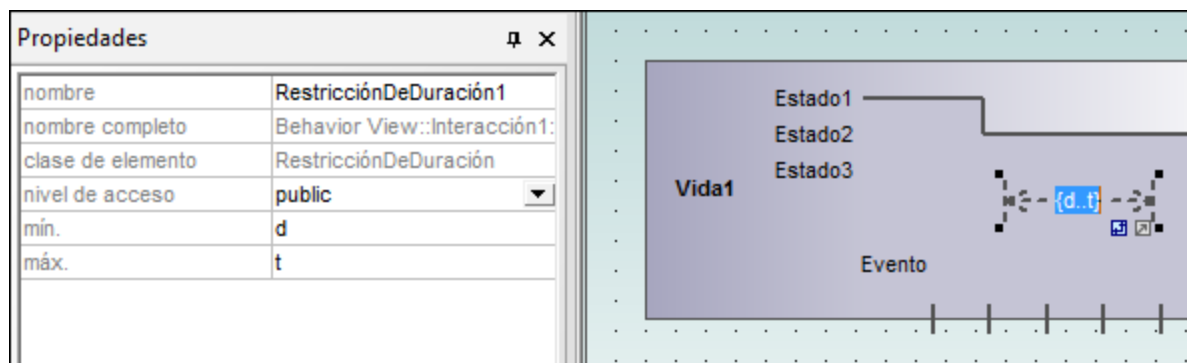 Propiedades
nombre RestricciónDeDuración1
nombre completo Behavior View::Interacción1:
clase de elemento RestricciónDeDuración
nivel de acceso public
mín. d
máx. t
Estado1
Estado2
Estado3
Vida1
{d..t}
Evento